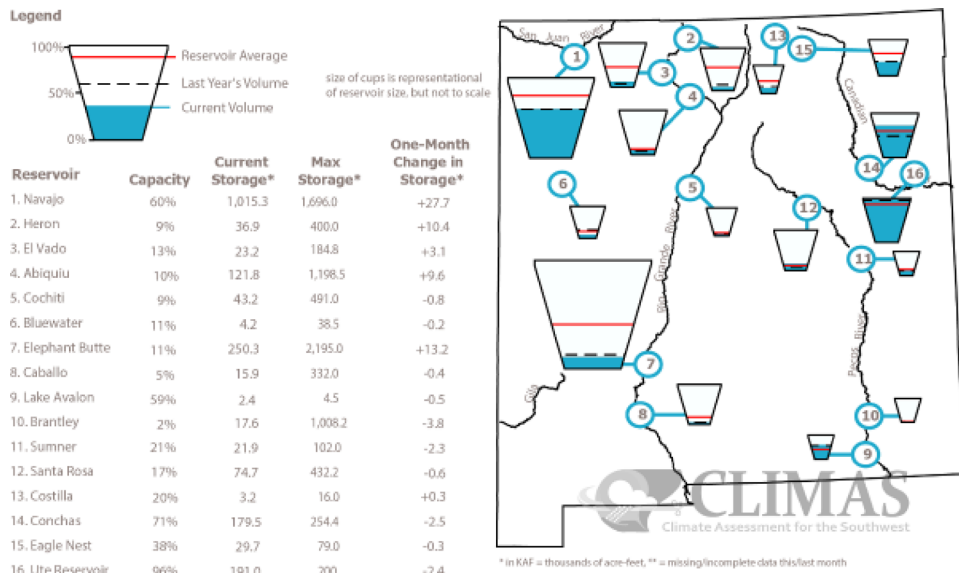 Legend
100%
50%
0%
Reservoir Average
Last Year's Volume
Current Volume
size of cups is representational
of reservoir size, but not to scale
Reservoir Capacity Current Storage* Max Storage* One-Month Change in Storage*
1. Navajo 60% 1,015.3 1,696.0 +27.7
2. Heron 9% 36.9 400.0 +10.4
3. El Vado 13% 23.2 184.8 +3.1
4. Abiquiu 10% 121.8 1,198.5 +9.6
5. Cochiti 9% 43.2 491.0 -0.8
6. Bluewater 11% 4.2 38.5 -0.2
7. Elephant Butte 11% 250.3 2,195.0 +13.2
8. Caballo 5% 15.9 332.0 -0.4
9. Lake Avalon 59% 2.4 4.5 -0.5
10. Brantley 2% 17.6 1,008.2 -3.8
11. Sumner 21% 21.9 102.0 -2.3
12. Santa Rosa 17% 74.7 432.2 -0.6
13. Costilla 20% 3.2 16.0 +0.3
14. Conchas 71% 179.5 254.4 -2.5
15. Eagle Nest 38% 29.7 79.0 -0.3
16. Ute Reservoir 96% 191.0 200 -2.4
San Juan River
Canadian
Rio Grande River
Pecos River
Gila
1
2
3
4
5
6
7
8
9
10
11
12
13
14
15
16
CLIMAS
Climate Assessment for the Southwest
* in KAF = thousands of acre-feet, ** = missing/incomplete data this/last month